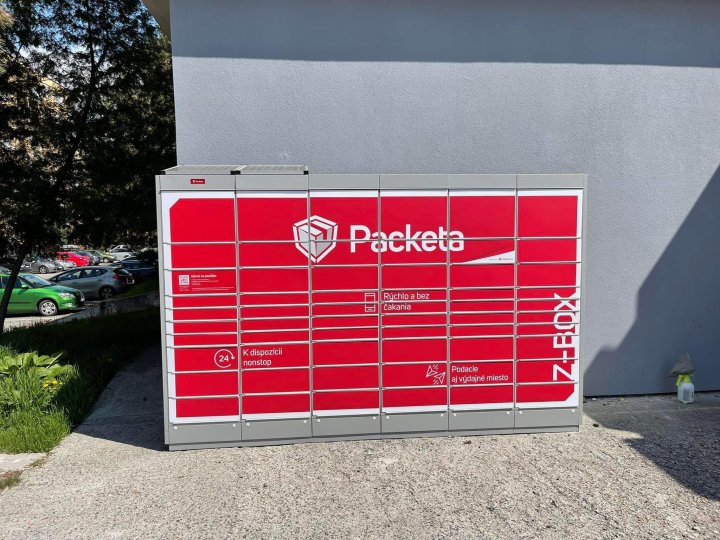 Packeta
Rýchlo a bez
čakania
24
K dispozícii
nonstop
Podacie
aj výdajné miesto
Z-BOX